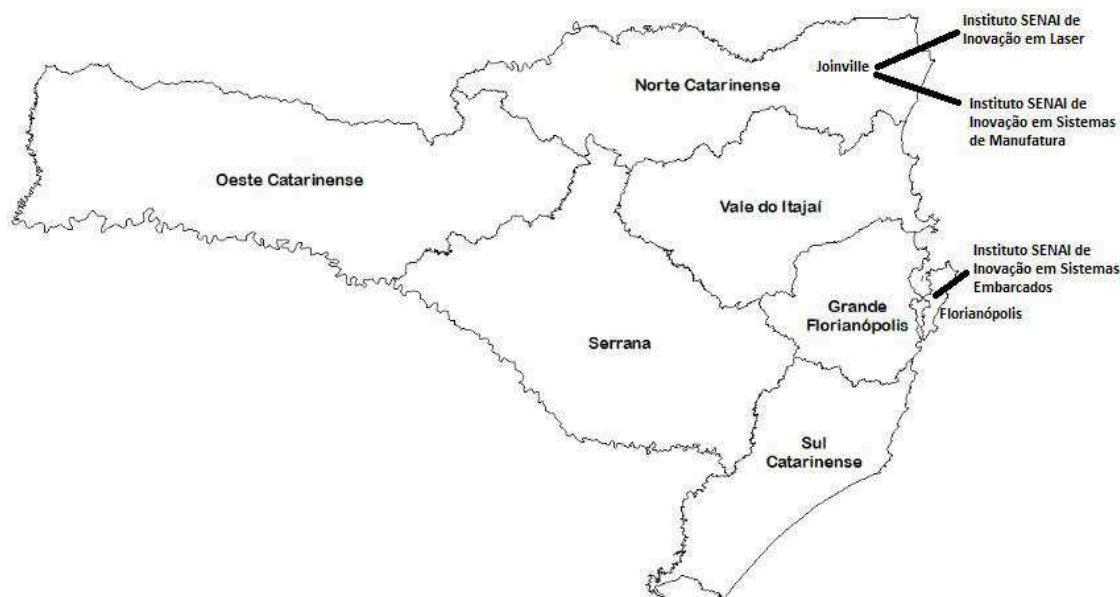 Instituto SENAI de
Inovação em Laser
Joinville
Norte Catarinense
Instituto SENAI de
Inovação em Sistemas
de Manufatura
Oeste Catarinense
Vale do Itajaí
Instituto SENAI de
Inovação em Sistemas
Embarcados
Grande
Florianópolis
Florianópolis
Serrana
Sul
Catarinense